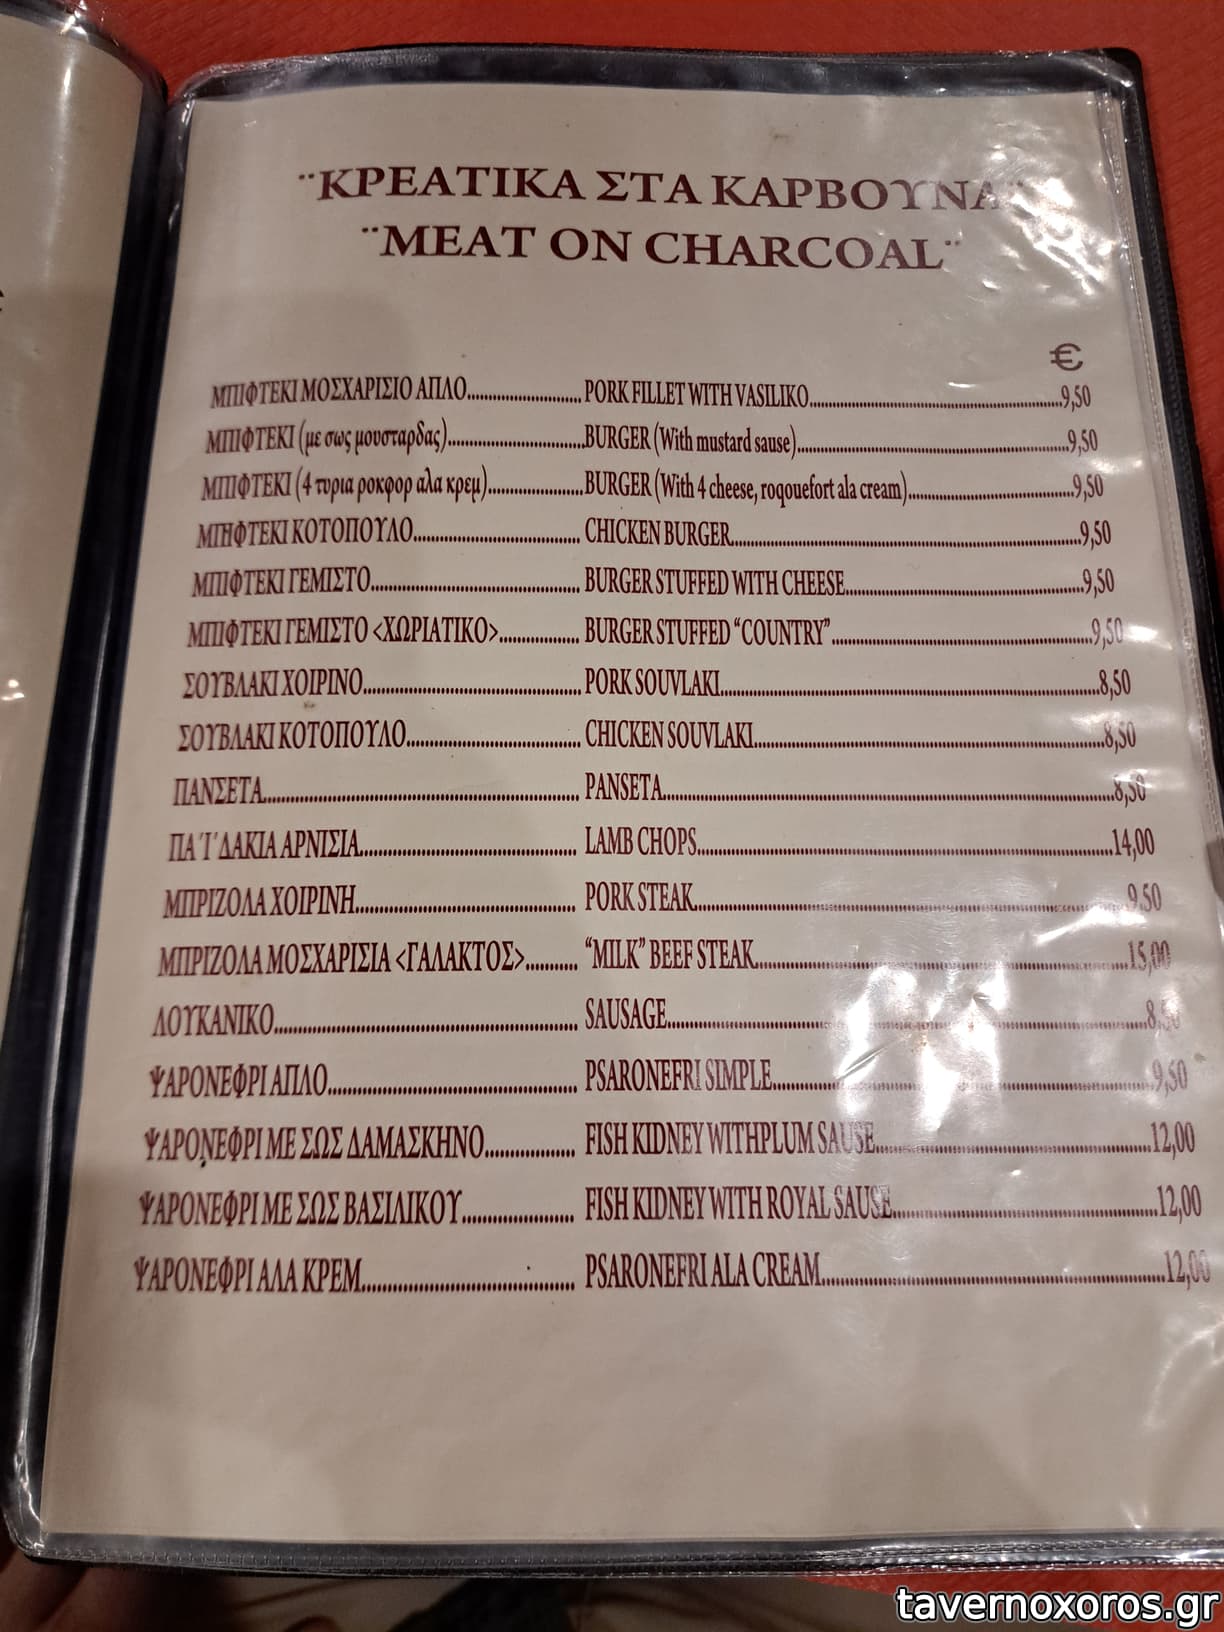 ¨ΚΡΕΑΤΙΚΑ ΣΤΑ ΚΑΡΒΟΥΝΑ¨
¨MEAT ON CHARCOAL¨
€
ΜΠΙΦΤΕΚΙ ΜΟΣΧΑΡΙΣΙΟ ΑΠΛΟ.......................... PORK FILLET WITH VASILIKO..........................9,50
ΜΠΙΦΤΕΚΙ (με σως μουσταρδας)..........................BURGER (With mustard sause)..........................9,50
ΜΠΙΦΤΕΚΙ (4 τυρια ροκφορ αλα κρεμ)..........................BURGER (With 4 cheese, roqouefort ala cream)..........................9,50
ΜΠΗΦΤΕΚΙ ΚΟΤΟΠΟΥΛΟ.......................... CHICKEN BURGER..........................9,50
ΜΠΙΦΤΕΚΙ ΓΕΜΙΣΤΟ.......................... BURGER STUFFED WITH CHEESE..........................9,50
ΜΠΙΦΤΕΚΙ ΓΕΜΙΣΤΟ <ΧΩΡΙΑΤΙΚΟ>.......................... BURGER STUFFED “COUNTRY”..........................9,50
ΣΟΥΒΛΑΚΙ ΧΟΙΡΙΝΟ..........................PORK SOUVLAKI..........................8,50
ΣΟΥΒΛΑΚΙ ΚΟΤΟΠΟΥΛΟ.......................... CHICKEN SOUVLAKI..........................8,50
ΠΑΝΣΕΤΑ.......................... PANSETA..........................8,50
ΠΑ΄Ι΄ΔΑΚΙΑ ΑΡΝΙΣΙΑ.......................... LAMB CHOPS..........................14,00
ΜΠΡΙΖΟΛΑ ΧΟΙΡΙΝΗ.......................... PORK STEAK..........................9,50
ΜΠΡΙΖΟΛΑ ΜΟΣΧΑΡΙΣΙΑ <ΓΑΛΑΚΤΟΣ>.......... “MILK” BEEF STEAK..........................15,00
ΛΟΥΚΑΝΙΚΟ.......................... SAUSAGE..........................8,50
ΨΑΡΟΝΕΦΡΙ ΑΠΛΟ.......................... PSARONEFRI SIMPLE..........................9,50
ΨΑΡΟΝΕΦΡΙ ΜΕ ΣΩΣ ΔΑΜΑΣΚΗΝΟ.................. FISH KIDNEY WITHPLUM SAUSE..........................12,00
ΨΑΡΟΝΕΦΡΙ ΜΕ ΣΩΣ ΒΑΣΙΛΙΚΟΥ.................. FISH KIDNEY WITH ROYAL SAUSE..........................12,00
ΨΑΡΟΝΕΦΡΙ ΑΛΑ ΚΡΕΜ.......................... PSARONEFRI ALA CREAM..........................12,00
tavernoxoros.gr